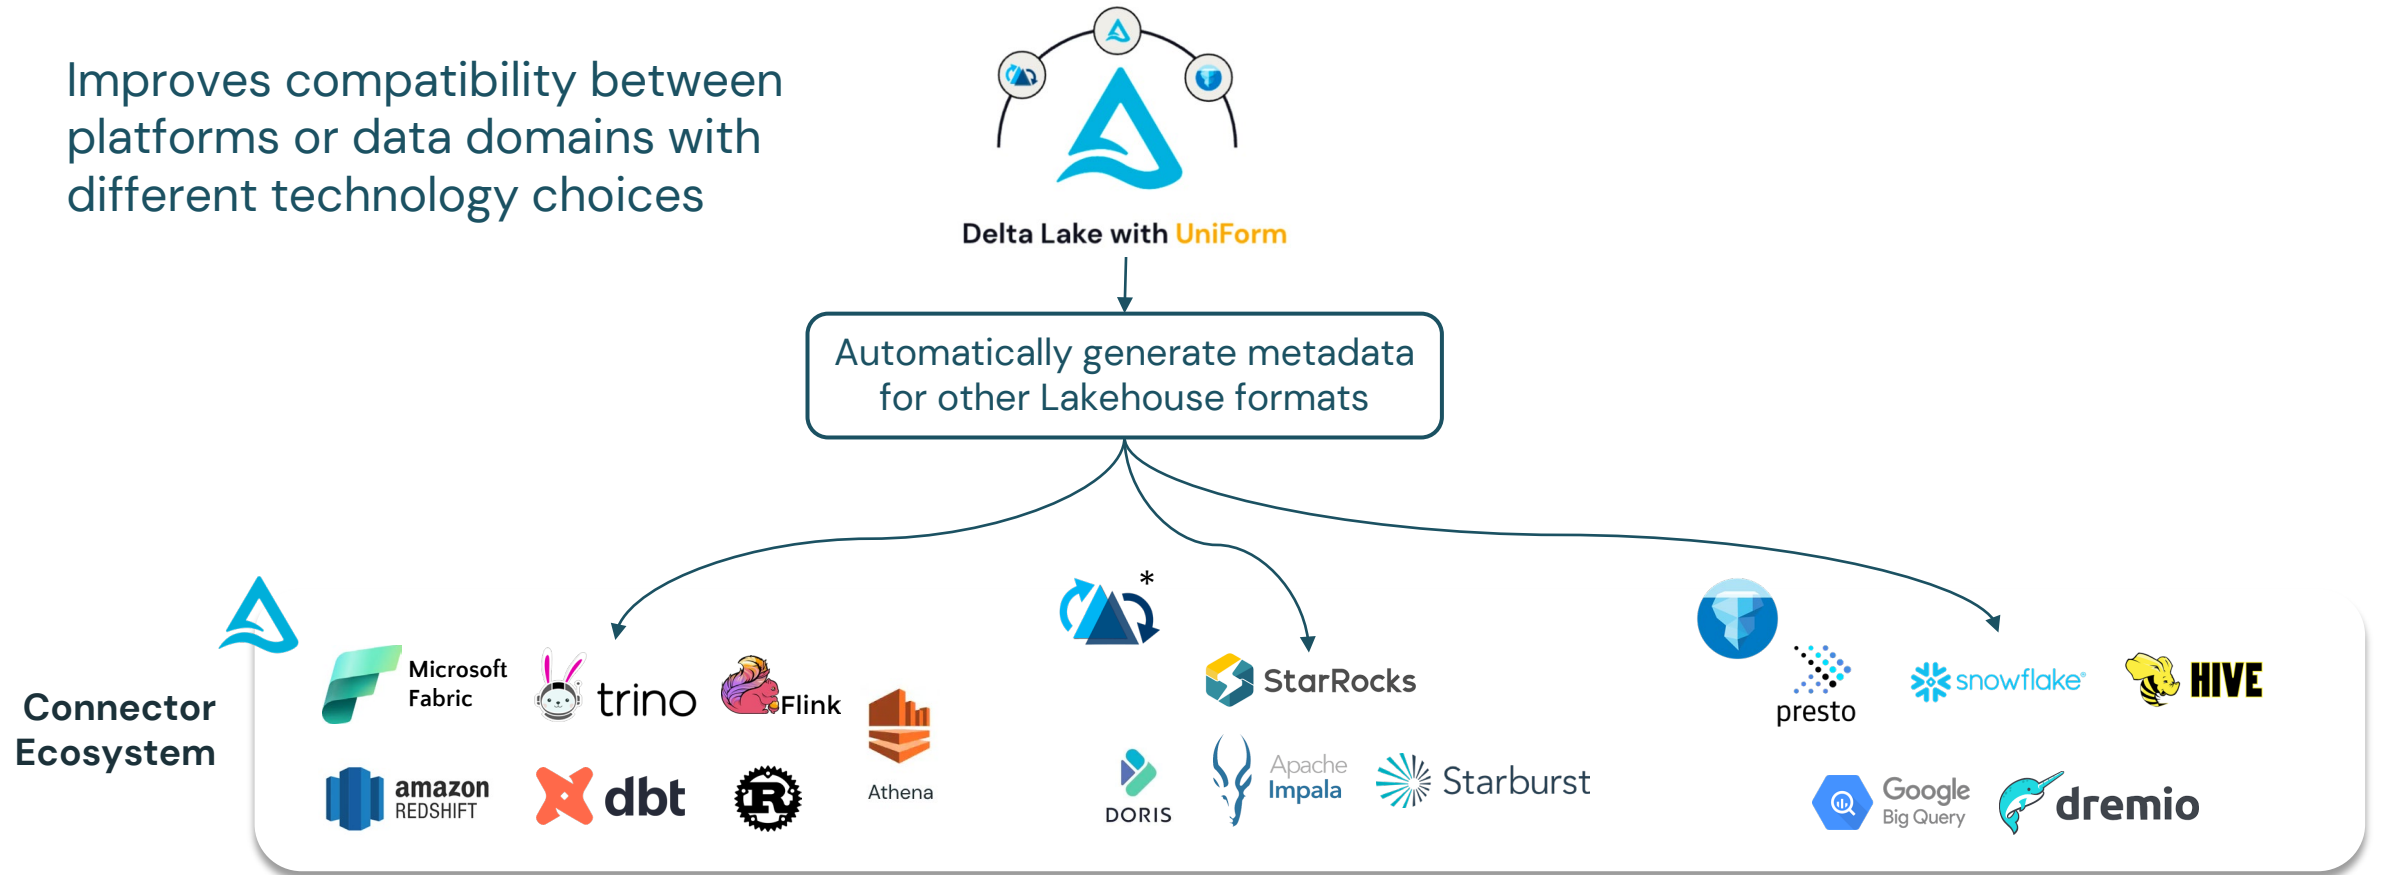 Improves compatibility between
platforms or data domains with
different technology choices
Delta Lake with UniForm
Automatically generate metadata
for other Lakehouse formats
*
Connector
Ecosystem
Microsoft
Fabric
trino
Flink
Athena
amazon
REDSHIFT
dbt
R
StarRocks
DORIS
Apache
Impala
Starburst
presto
snowflake®
HIVE
Google
Big Query
dremio